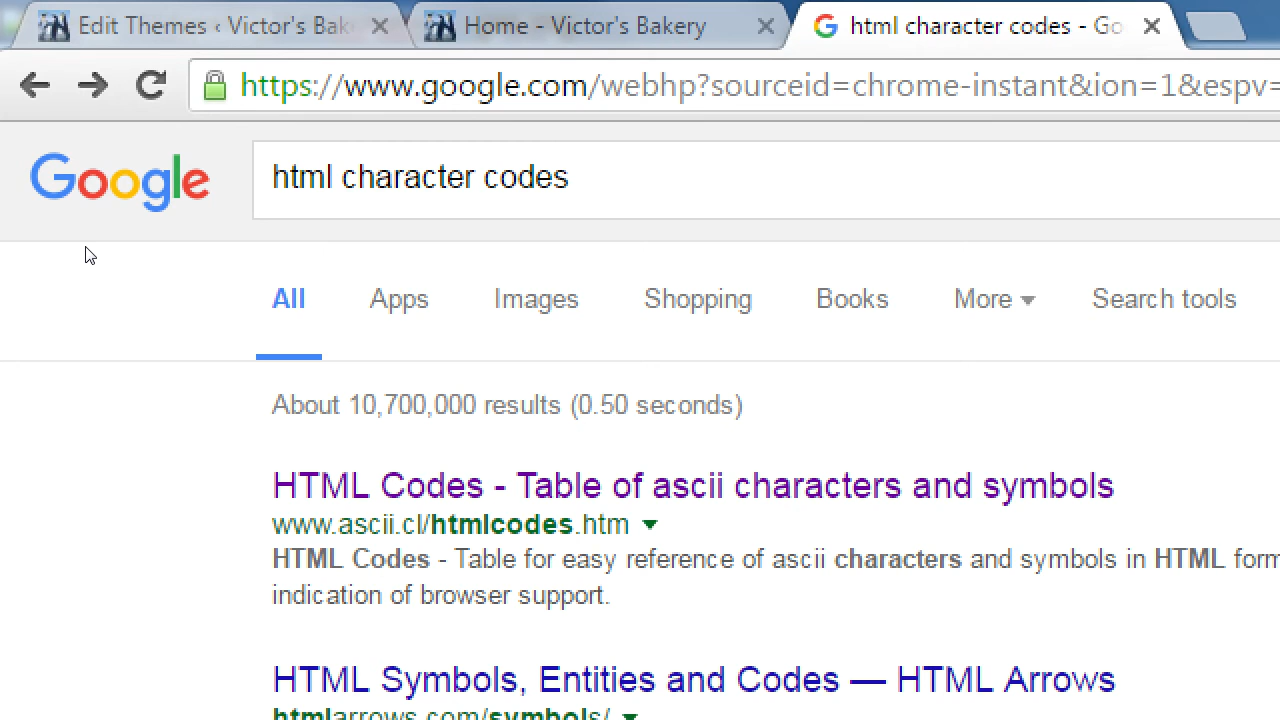 Edit Themes ‹ Victor's Bak
Home - Victor's Bakery
html character codes - Go
https://www.google.com/webhp?sourceid=chrome-instant&ion=1&espv=
Google
html character codes
All Apps Images Shopping Books More Search tools
About 10,700,000 results (0.50 seconds)
HTML Codes - Table of ascii characters and symbols
www.ascii.cl/htmlcodes.htm
HTML Codes - Table for easy reference of ascii characters and symbols in HTML form
indication of browser support.
HTML Symbols, Entities and Codes — HTML Arrows
htmlarrows.com/symbols/